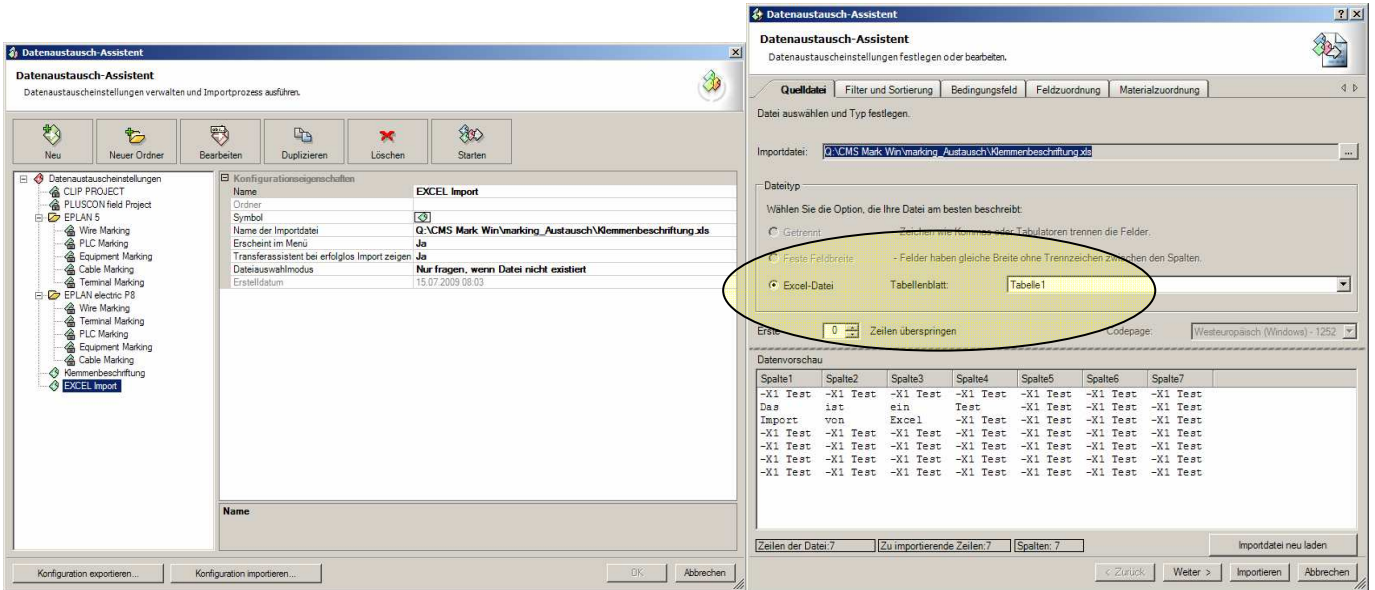 Datenaustausch-Assistent
Datenaustausch-Assistent
Datenaustauscheinstellungen verwalten und Importprozess ausführen.
Neu Neuer Ordner Bearbeiten Duplizieren Löschen Starten
Datenaustauscheinstellungen
CLIP PROJECT
PLUSCON field Project
EPLAN 5
Wire Marking
PLC Marking
Equipment Marking
Cable Marking
Terminal Marking
EPLAN electric P8
Wire Marking
Terminal Marking
PLC Marking
Equipment Marking
Cable Marking
Klemmenbeschriftung
EXCEL Import
Konfigurationseigenschaften
Name EXCEL Import
Ordner
Symbol
Name der Importdatei Q:\CMS Mark Win\marking_Austausch\Klemmenbeschriftung.xls
Erscheint im Menü Ja
Transferassistent bei erfolglos Import zeigen Ja
Dateiauswahlmodus Nur fragen, wenn Datei nicht existiert
Erstelldatum 15.07.2009 08:03
Name
Konfiguration exportieren... Konfiguration importieren... OK Abbrechen
Datenaustausch-Assistent
Datenaustausch-Assistent
Datenaustauscheinstellungen festlegen oder bearbeiten.
Quelldatei Filter und Sortierung Bedingungsfeld Feldzuordnung Materialzuordnung
Datei auswählen und Typ festlegen.
Importdatei: Q:\CMS Mark Win\marking_Austausch\Klemmenbeschriftung.xls ...
Dateityp
Wählen Sie die Option, die Ihre Datei am besten beschreibt:
Getrennt - Zeichen wie Kommas oder Tabulatoren trennen die Felder.
Feste Feldbreite - Felder haben gleiche Breite ohne Trennzeichen zwischen den Spalten.
Excel-Datei Tabellenblatt: Tabelle1
Erste 0 Zeilen überspringen Codepage: Westeuropäisch (Windows) - 1252
Datenvorschau
Spalte1 Spalte2 Spalte3 Spalte4 Spalte5 Spalte6 Spalte7
-X1 Test -X1 Test -X1 Test -X1 Test -X1 Test -X1 Test -X1 Test
Das ist ein Test -X1 Test -X1 Test -X1 Test
Import von Excel -X1 Test -X1 Test -X1 Test -X1 Test
-X1 Test -X1 Test -X1 Test -X1 Test -X1 Test -X1 Test -X1 Test
-X1 Test -X1 Test -X1 Test -X1 Test -X1 Test -X1 Test -X1 Test
-X1 Test -X1 Test -X1 Test -X1 Test -X1 Test -X1 Test -X1 Test
-X1 Test -X1 Test -X1 Test -X1 Test -X1 Test -X1 Test -X1 Test
Zeilen der Datei:7 Zu importierende Zeilen:7 Spalten: 7 Importdatei neu laden
< Zurück Weiter > Importieren Abbrechen